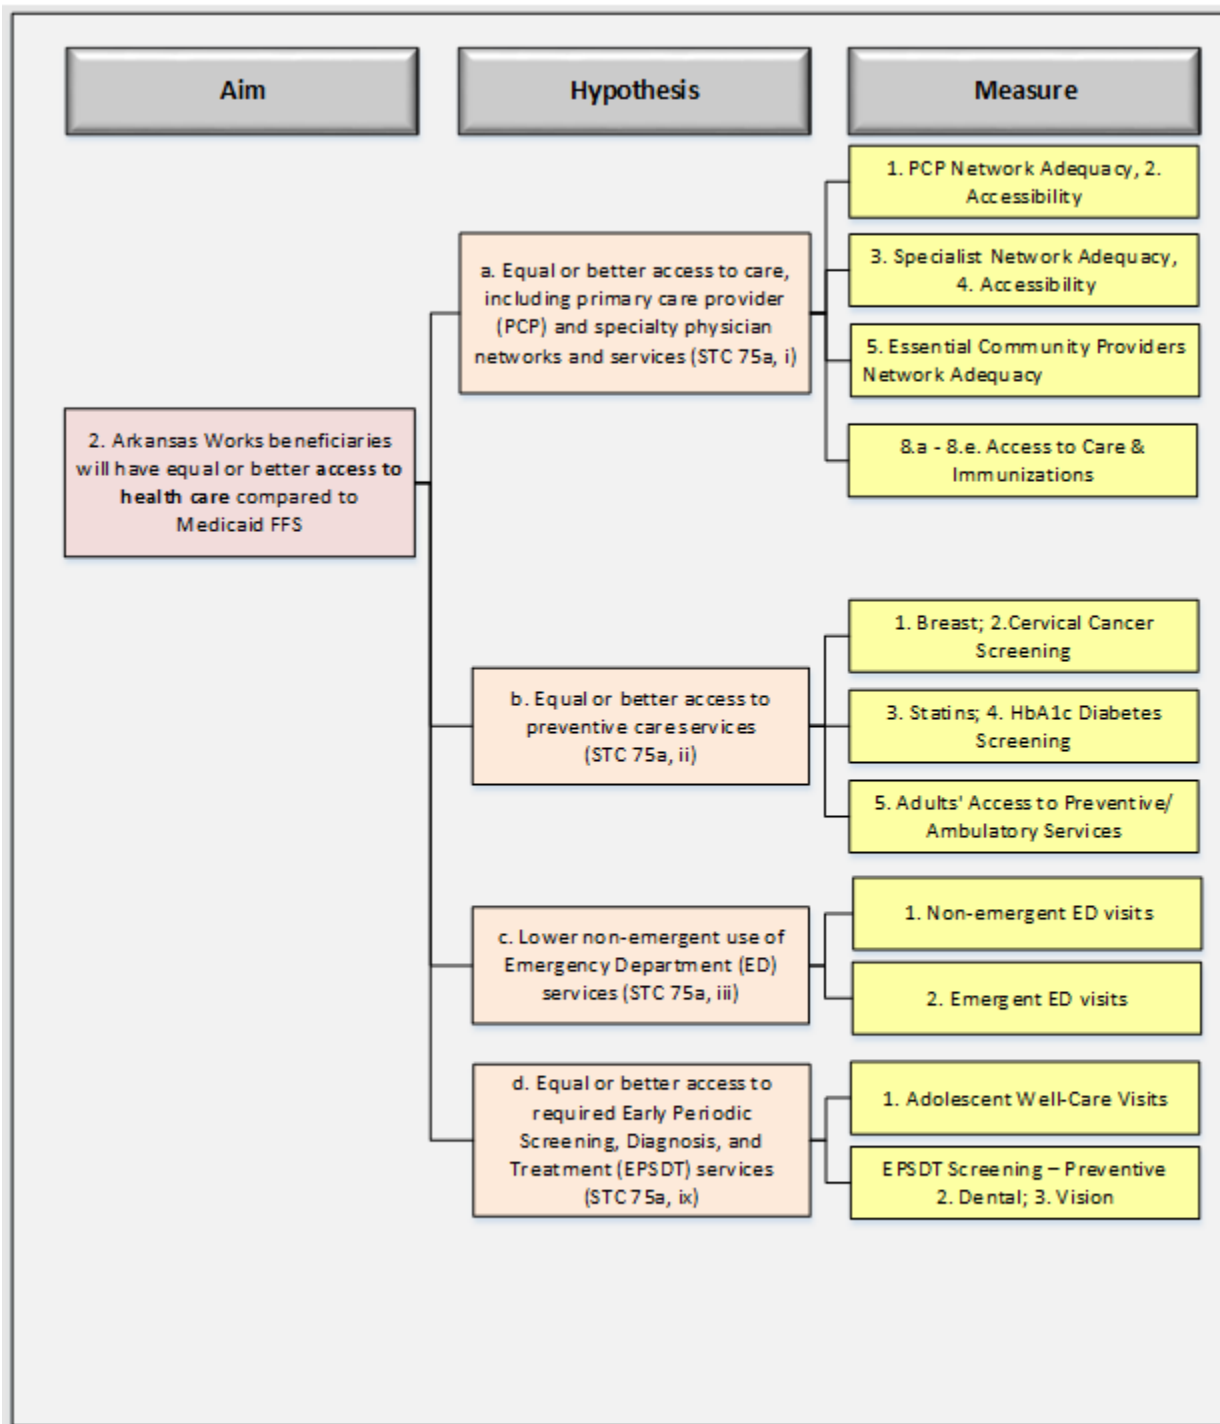 Aim
Hypothesis
Measure
2. Arkansas Works beneficiaries
will have equal or better access to
health care compared to
Medicaid FFS
a. Equal or better access to care,
including primary care provider
(PCP) and specialty physician
networks and services (STC 75a, i)
1. PCP Network Adequacy, 2.
Accessibility
3. Specialist Network Adequacy,
4. Accessibility
5. Essential Community Providers
Network Adequacy
8.a - 8.e. Access to Care &
Immunizations
b. Equal or better access to
preventive care services
(STC 75a, ii)
1. Breast; 2.Cervical Cancer
Screening
3. Statins; 4. HbA1c Diabetes
Screening
5. Adults' Access to Preventive/
Ambulatory Services
c. Lower non-emergent use of
Emergency Department (ED)
services (STC 75a, iii)
1. Non-emergent ED visits
2. Emergent ED visits
d. Equal or better access to
required Early Periodic
Screening, Diagnosis, and
Treatment (EPSDT) services
(STC 75a, ix)
1. Adolescent Well-Care Visits
EPSDT Screening – Preventive
2. Dental; 3. Vision